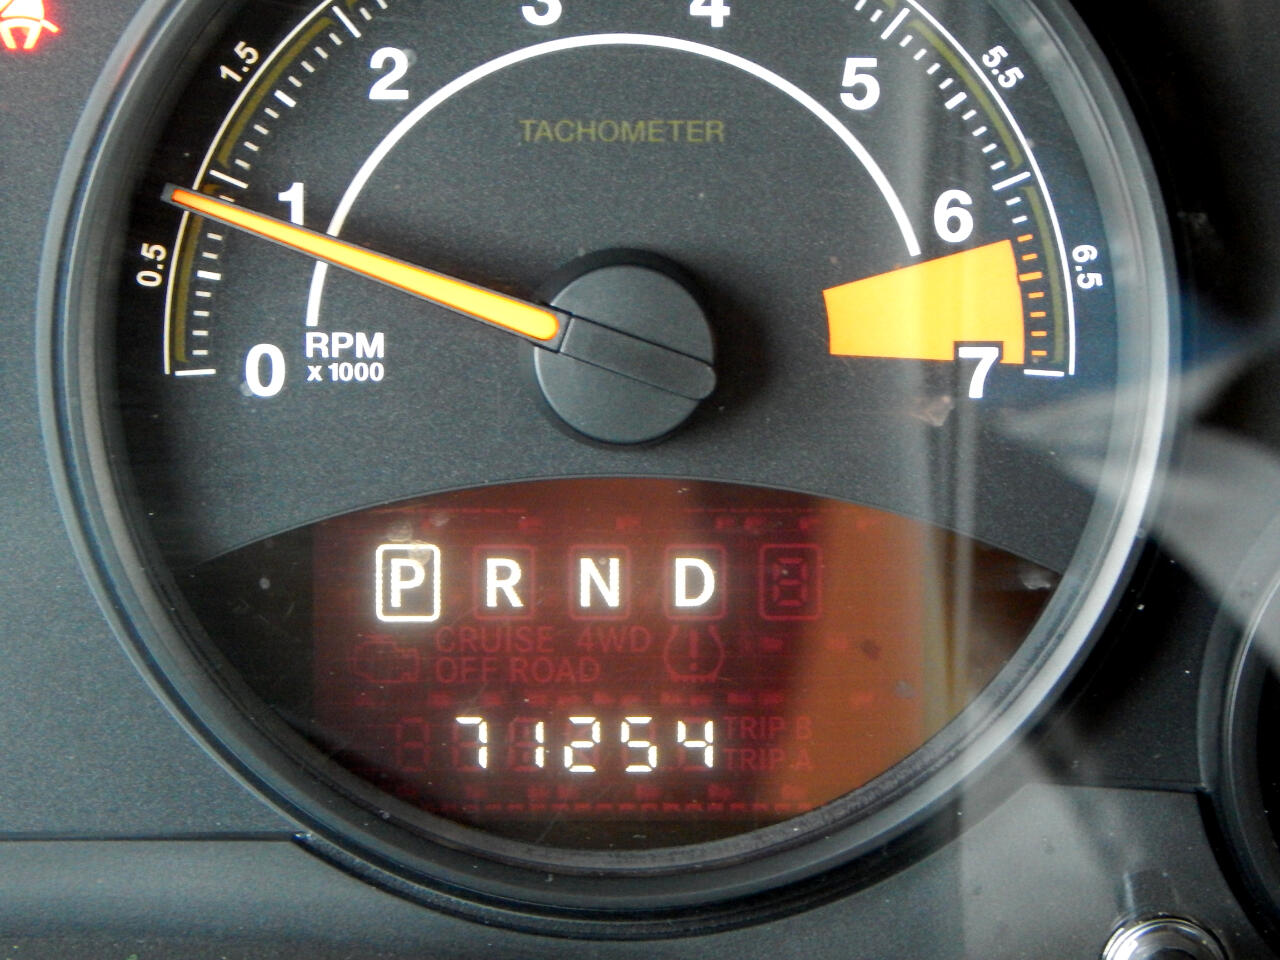 3 4
1.5 2 5 5.5
TACHOMETER
1 6
0.5 6.5
0 RPM 7
x 1000
P R N D 8
CRUISE 4WD
OFF ROAD
TRIP B
71254
TRIP A